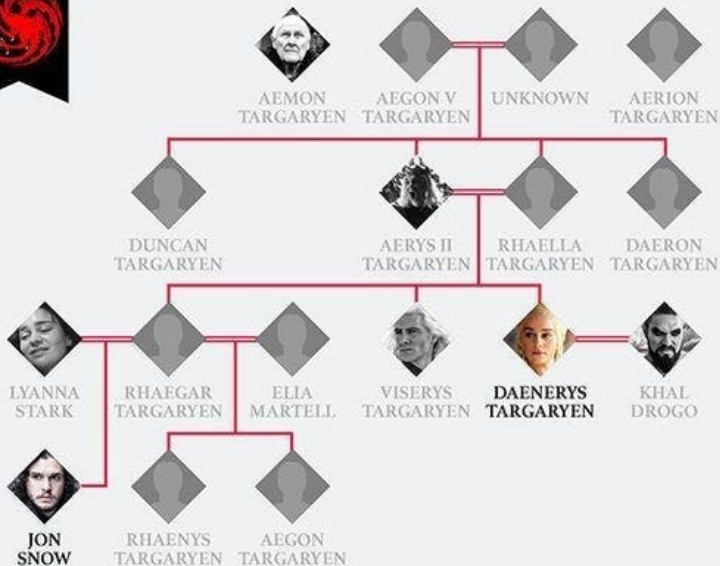 AEMON
TARGARYEN
AEGON V
TARGARYEN
UNKNOWN
AERION
TARGARYEN
DUNCAN
TARGARYEN
AERYS II
TARGARYEN
RHAELLA
TARGARYEN
DAERON
TARGARYEN
LYANNA
STARK
RHAEGAR
TARGARYEN
ELIA
MARTELL
VISERYS
TARGARYEN
DAENERYS
TARGARYEN
KHAL
DROGO
JON
SNOW
RHAENYS
TARGARYEN
AEGON
TARGARYEN